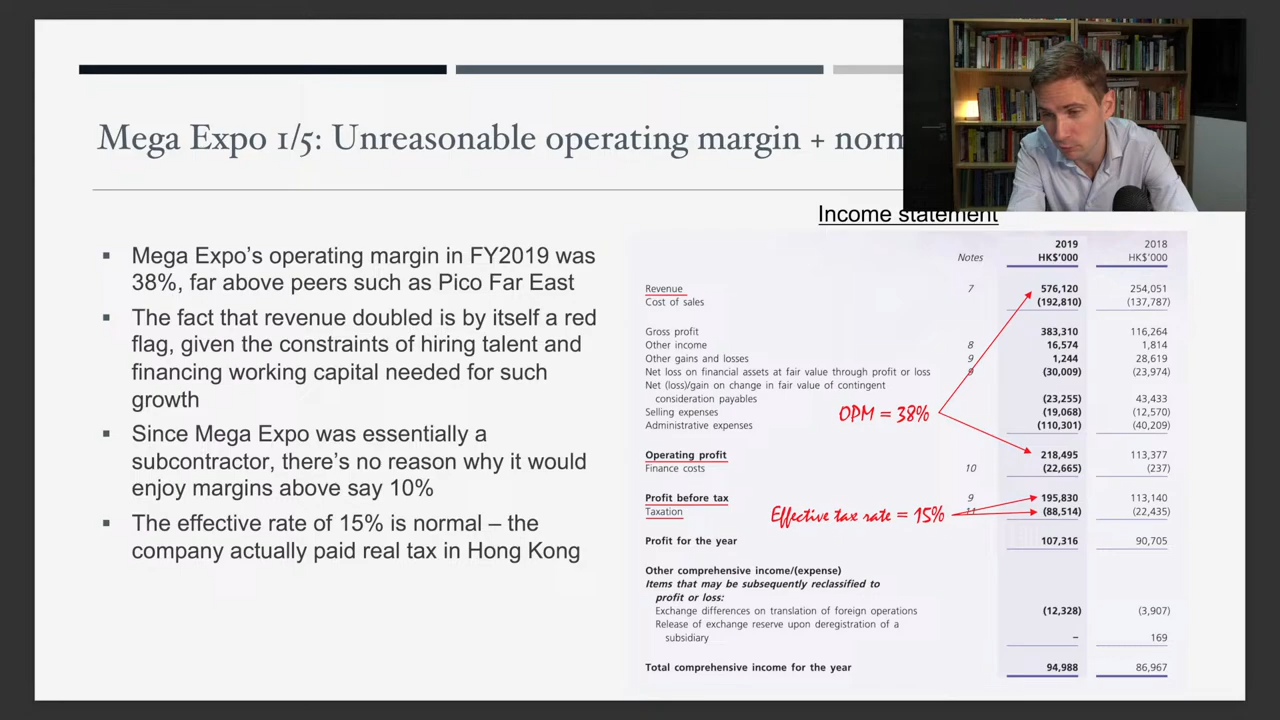 Mega Expo 1/5: Unreasonable operating margin + norm
Mega Expo's operating margin in FY2019 was
38%, far above peers such as Pico Far East
The fact that revenue doubled is by itself a red
flag, given the constraints of hiring talent and
financing working capital needed for such
growth
Since Mega Expo was essentially a
subcontractor, there's no reason why it would
enjoy margins above say 10%
The effective rate of 15% is normal – the
company actually paid real tax in Hong Kong
Income statement
2019 2018
Notes HK$'000 HK$'000
Revenue 7 576,120 254,051
Cost of sales (192,810) (137,787)
Gross profit 383,310 116,264
Other income 8 16,574 1,814
Other gains and losses 9 1,244 28,619
Net loss on financial assets at fair value through profit or loss 9 (30,009) (23,974)
Net (loss)/gain on change in fair value of contingent
consideration payables (23,255) 43,433
Selling expenses (19,068) (12,570)
Administrative expenses (110,301) (40,209)
OPM = 38%
Operating profit 218,495 113,377
Finance costs 10 (22,665) (237)
Profit before tax 9 195,830 113,140
Taxation 11 (88,514) (22,435)
Effective tax rate = 15%
Profit for the year 107,316 90,705
Other comprehensive income/(expense)
Items that may be subsequently reclassified to
profit or loss:
Exchange differences on translation of foreign operations (12,328) (3,907)
Release of exchange reserve upon deregistration of a
subsidiary – 169
Total comprehensive income for the year 94,988 86,967